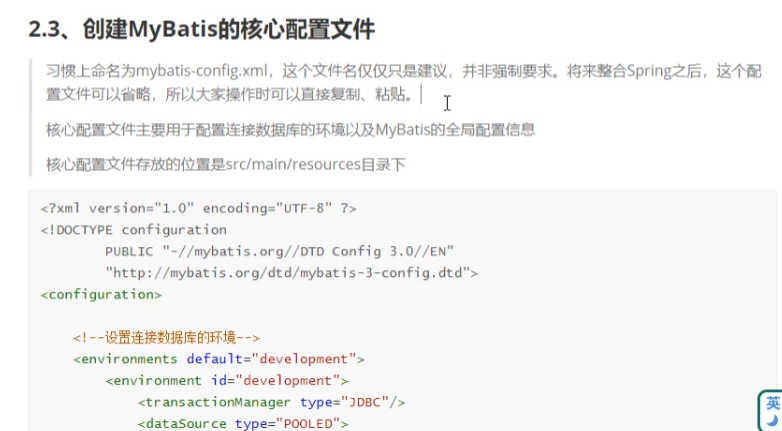 2.3、创建MyBatis的核心配置文件
习惯上命名为mybatis-config.xml，这个文件名仅仅只是建议，并非强制要求。将来整合Spring之后，这个配
置文件可以省略，所以大家操作时可以直接复制、粘贴。
核心配置文件主要用于配置连接数据库的环境以及MyBatis的全局配置信息
核心配置文件存放的位置是src/main/resources目录下
<?xml version="1.0" encoding="UTF-8" ?>
<!DOCTYPE configuration
PUBLIC "-//mybatis.org//DTD Config 3.0//EN"
"http://mybatis.org/dtd/mybatis-3-config.dtd">
<configuration>
<!--设置连接数据库的环境-->
<environments default="development">
<environment id="development">
<transactionManager type="JDBC"/>
<dataSource type="POOLED">
英